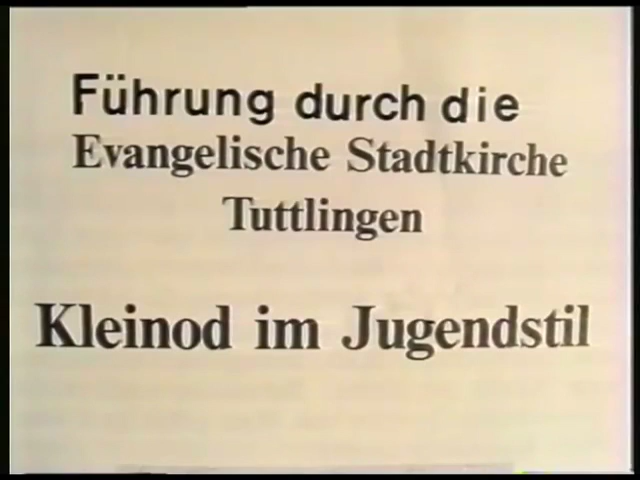 Führung durch die
Evangelische Stadtkirche
Tuttlingen
Kleinod im Jugendstil